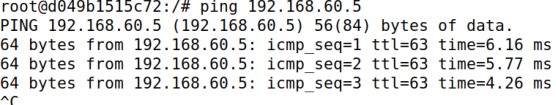 root@d049b1515c72:/# ping 192.168.60.5
PING 192.168.60.5 (192.168.60.5) 56(84) bytes of data.
64 bytes from 192.168.60.5: icmp_seq=1 ttl=63 time=6.16 ms
64 bytes from 192.168.60.5: icmp_seq=2 ttl=63 time=5.77 ms
64 bytes from 192.168.60.5: icmp_seq=3 ttl=63 time=4.26 ms
^C